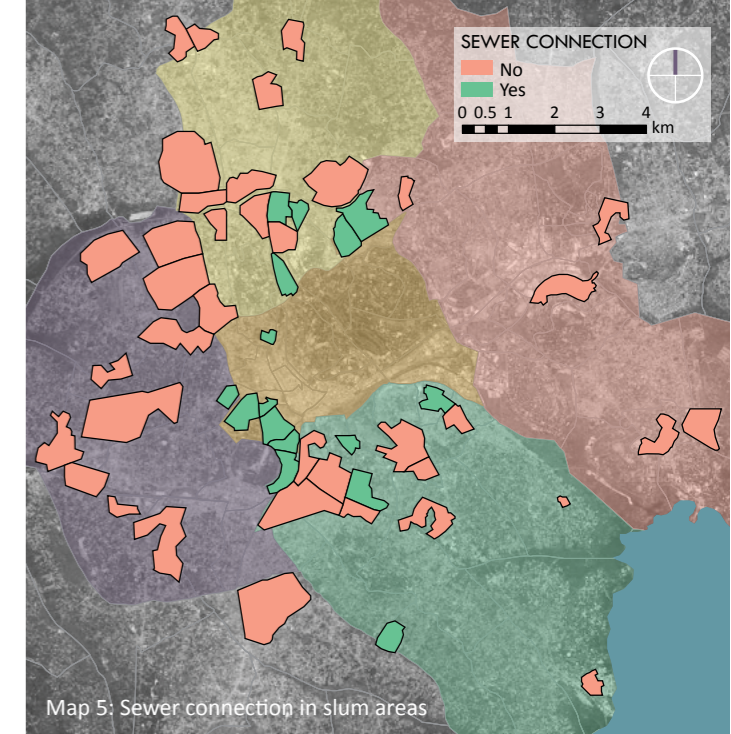 SEWER CONNECTION
No
Yes
0 0.5 1 2 3 4
km
Map 5: Sewer connection in slum areas